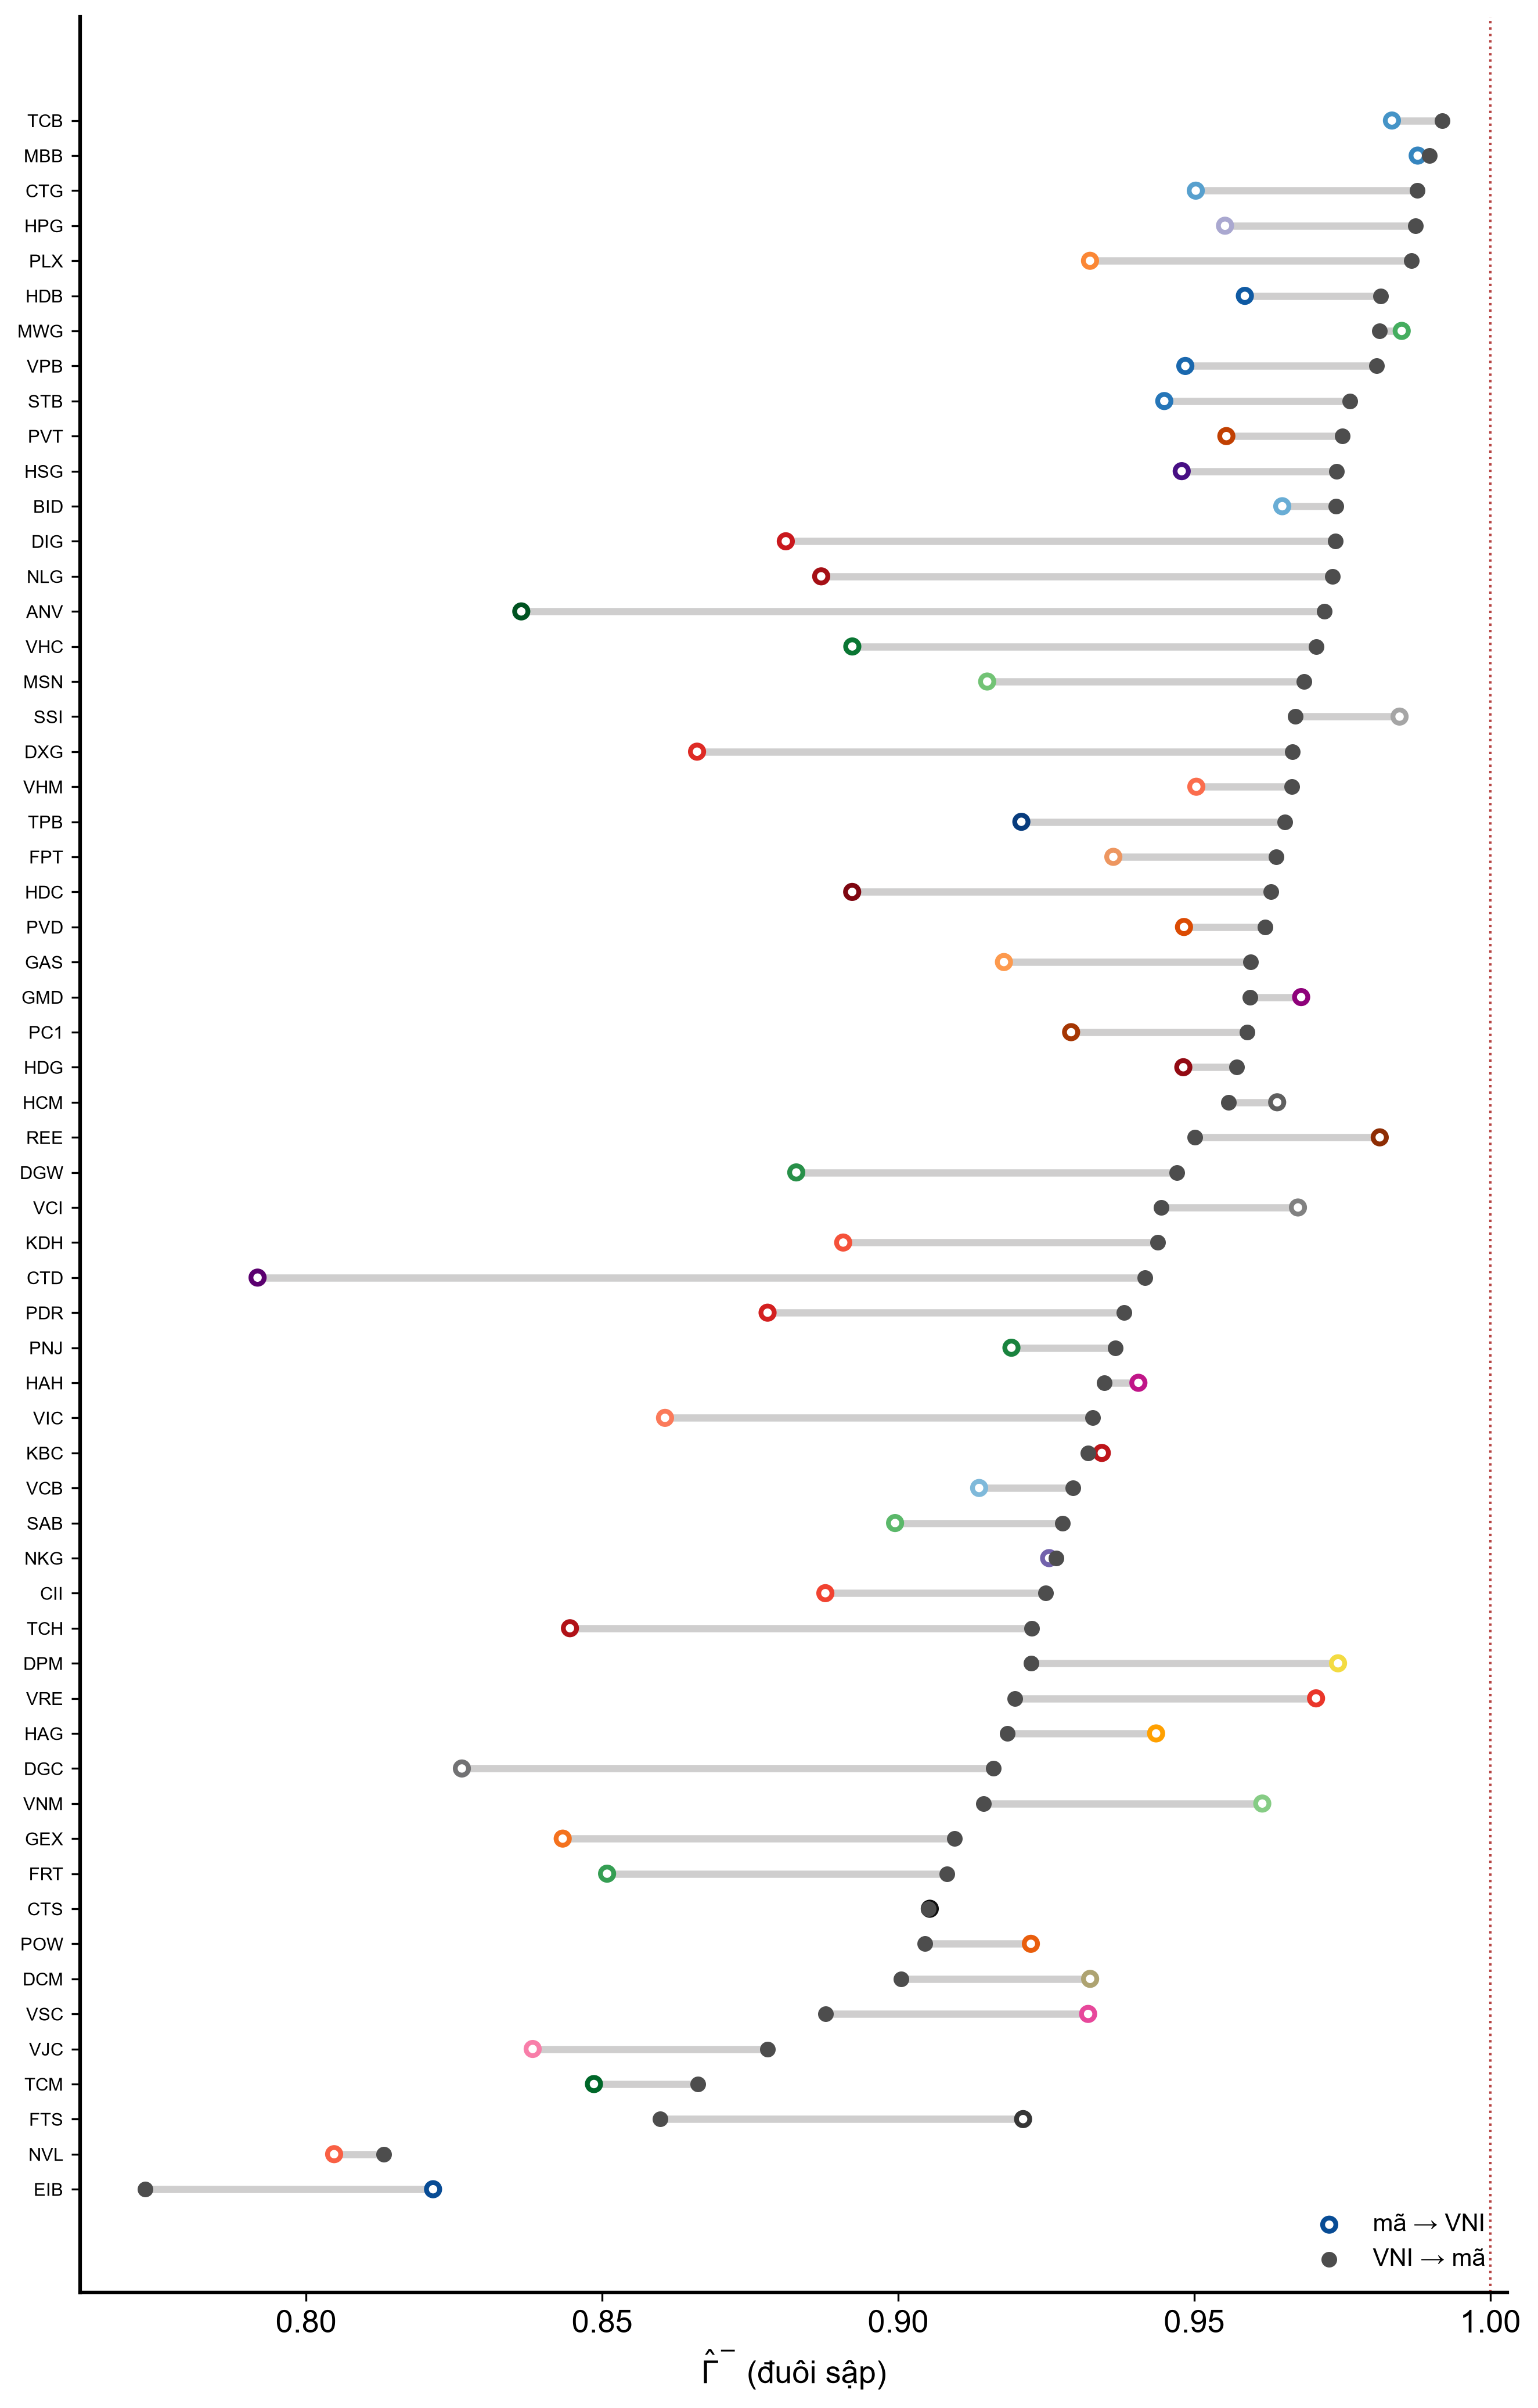 TCB
MBB
CTG
HPG
PLX
HDB
MWG
VPB
STB
PVT
HSG
BID
DIG
NLG
ANV
VHC
MSN
SSI
DXG
VHM
TPB
FPT
HDC
PVD
GAS
GMD
PC1
HDG
HCM
REE
DGW
VCI
KDH
CTD
PDR
PNJ
HAH
VIC
KBC
VCB
SAB
NKG
CII
TCH
DPM
VRE
HAG
DGC
VNM
GEX
FRT
CTS
POW
DCM
VSC
VJC
TCM
FTS
NVL
EIB
mã → VNI
VNI → mã
0.80 0.85 0.90 0.95 1.00
Γ̂⁻ (đuôi sập)